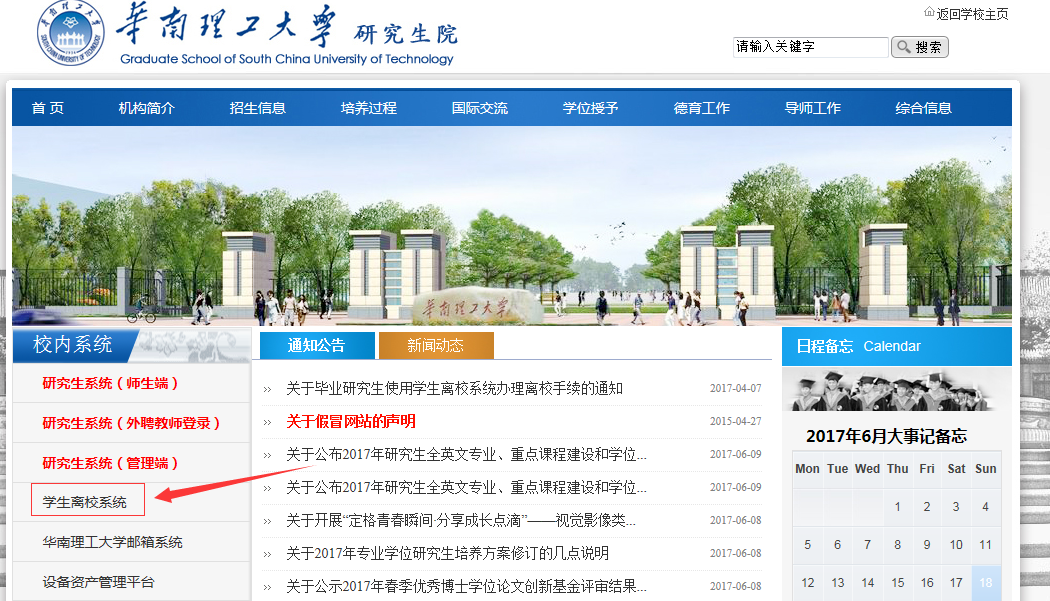 华南理工大学 研究生院
Graduate School of South China University of Technology
返回学校主页
请输入关键字 搜索
首 页 机构简介 招生信息 培养过程 国际交流 学位授予 德育工作 导师工作 综合信息
华南理工大学
校内系统
研究生系统（师生端）
研究生系统（外聘教师登录）
研究生系统（管理端）
学生离校系统
华南理工大学邮箱系统
设备资产管理平台
通知公告 新闻动态
关于毕业研究生使用学生离校系统办理离校手续的通知 2017-04-07
关于假冒网站的声明 2015-04-27
关于公布2017年研究生全英文专业、重点课程建设和学位... 2017-06-09
关于公布2017年研究生全英文专业、重点课程建设和学位... 2017-06-09
关于开展“定格青春瞬间·分享成长点滴”——视觉影像类... 2017-06-08
关于2017年专业学位研究生培养方案修订的几点说明 2017-06-08
关于公示2017年春季优秀博士学位论文创新基金评审结果... 2017-06-08
日程备忘 Calendar
2017年6月大事记备忘
Mon Tue Wed Thu Fri Sat Sun
1 2 3 4
5 6 7 8 9 10 11
12 13 14 15 16 17 18